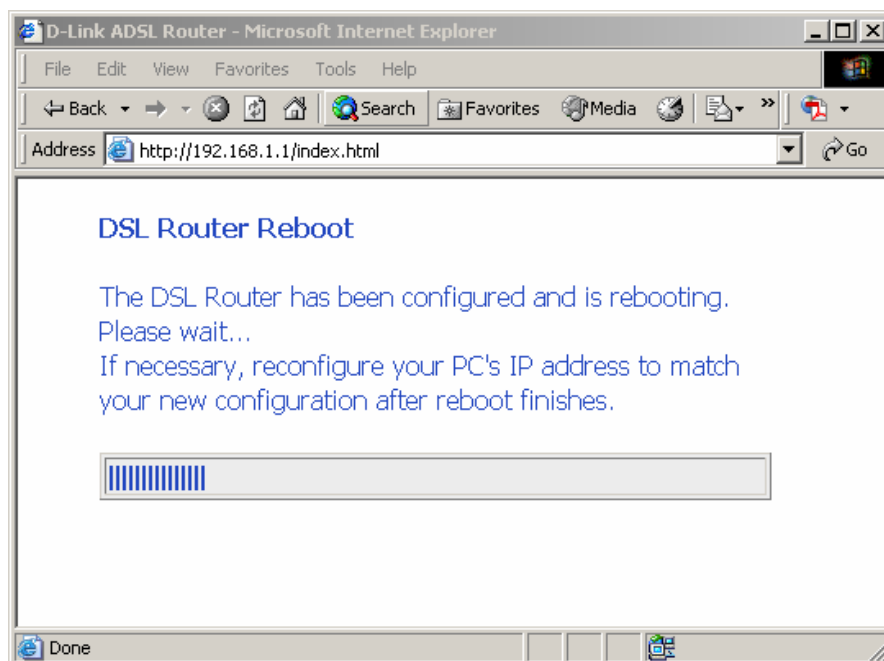 D-Link ADSL Router - Microsoft Internet Explorer
File Edit View Favorites Tools Help
Back Search Favorites Media »
Address http://192.168.1.1/index.html Go
DSL Router Reboot
The DSL Router has been configured and is rebooting.
Please wait...
If necessary, reconfigure your PC's IP address to match
your new configuration after reboot finishes.
Done